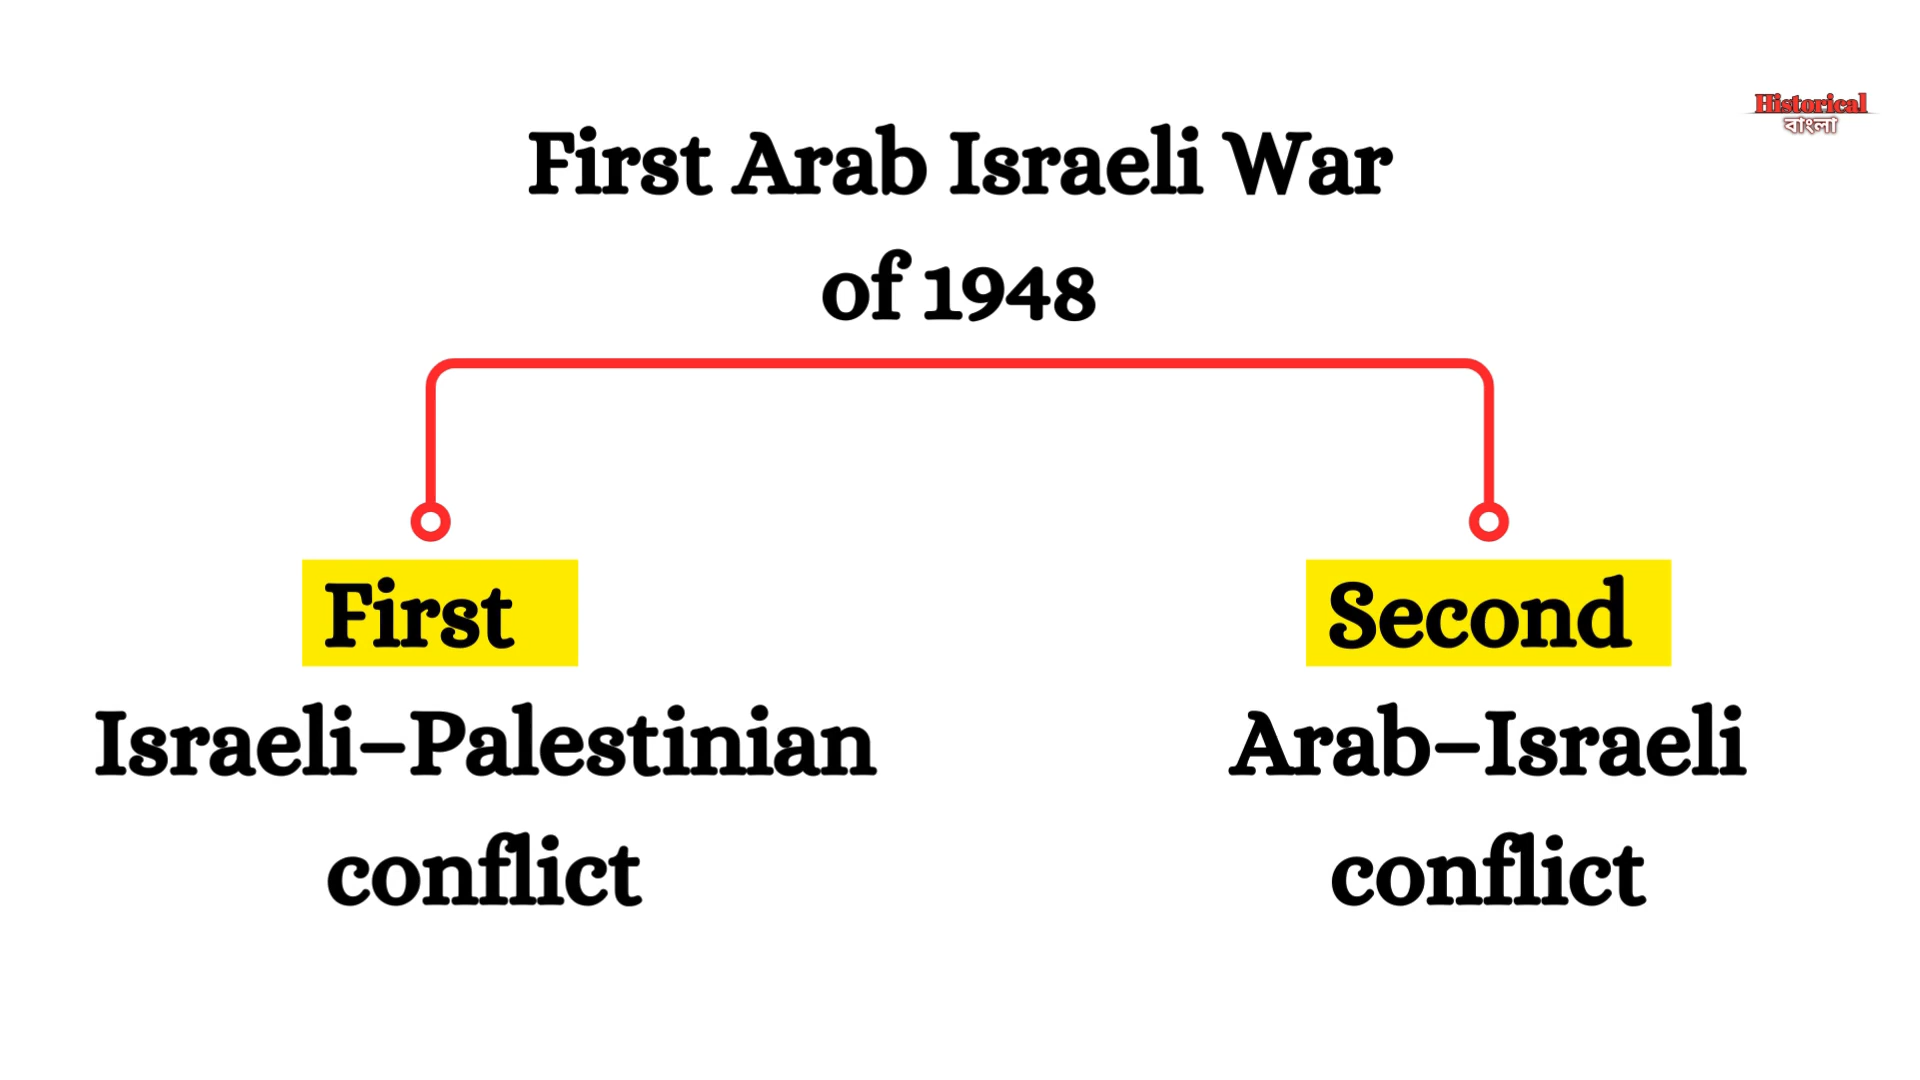 Historical
বাংলা
First Arab Israeli War
of 1948
First
Israeli–Palestinian
conflict
Second
Arab–Israeli
conflict